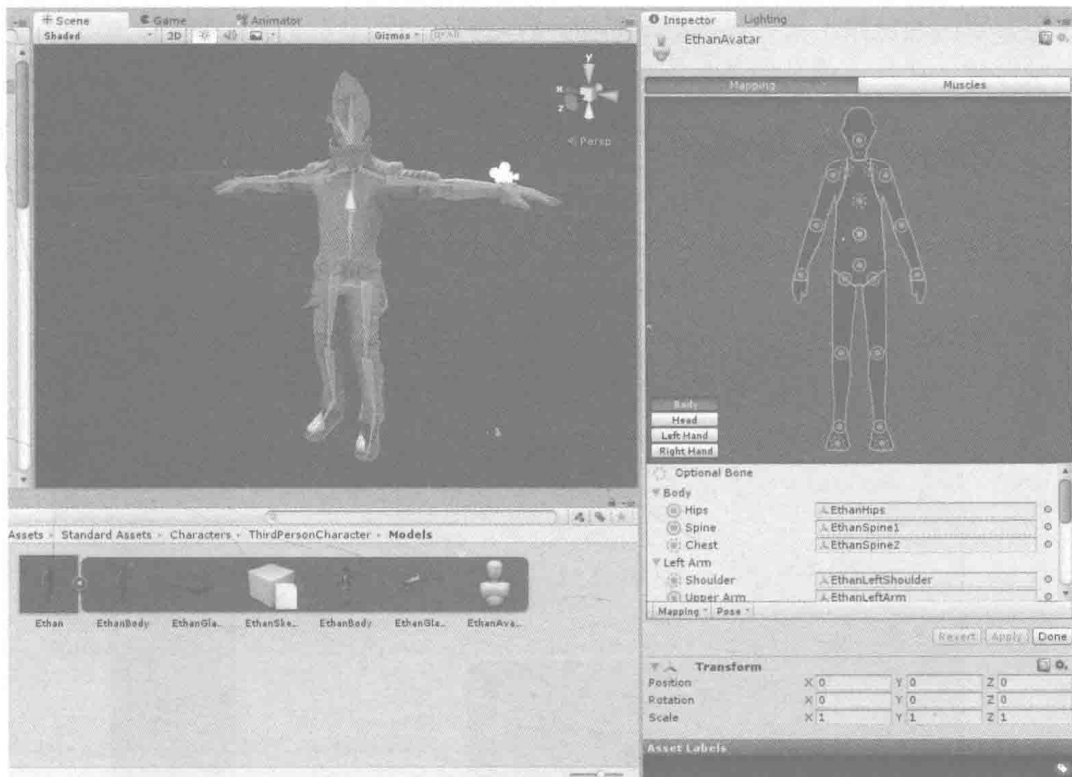 Scene Game Animator
Shaded 2D Gizmos
y
x
z
Persp
Assets Standard Assets Characters ThirdPersonCharacter Models
Ethan EthanBody EthanGla... EthanSke... EthanBody EthanGla... EthanAva...
Inspector Lighting
EthanAvatar
Mapping Muscles
Body
Head
Left Hand
Right Hand
Optional Bone
Body
Hips EthanHips
Spine EthanSpine1
Chest EthanSpine2
Left Arm
Shoulder EthanLeftShoulder
Upper Arm EthanLeftArm
Mapping Pose
Revert Apply Done
Transform
Position X 0 Y 0 Z 0
Rotation X 0 Y 0 Z 0
Scale X 1 Y 1 Z 1
Asset Labels